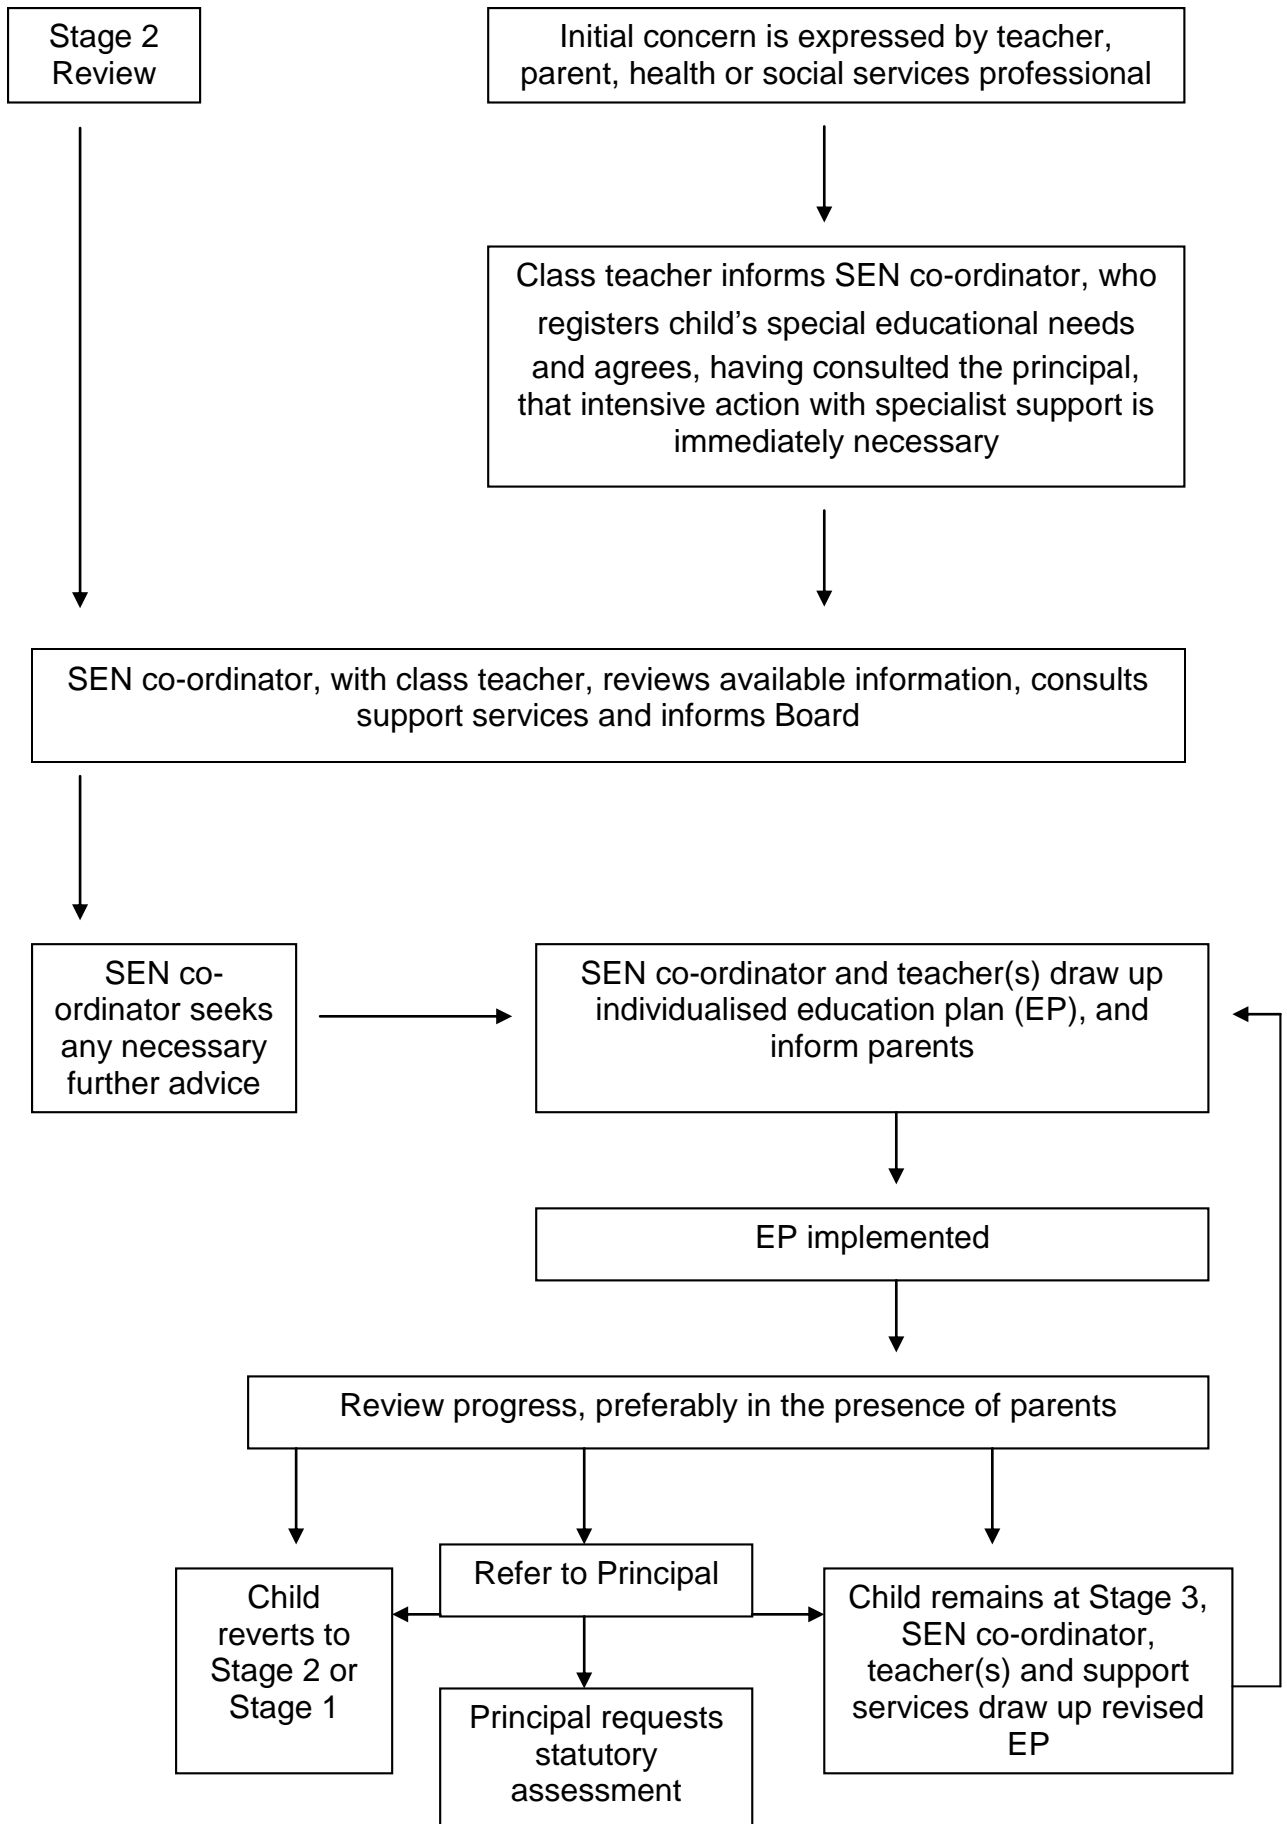 Stage 2
Review
Initial concern is expressed by teacher,
parent, health or social services professional
Class teacher informs SEN co-ordinator, who
registers child’s special educational needs
and agrees, having consulted the principal,
that intensive action with specialist support is
immediately necessary
SEN co-ordinator, with class teacher, reviews available information, consults
support services and informs Board
SEN co-
ordinator seeks
any necessary
further advice
SEN co-ordinator and teacher(s) draw up
individualised education plan (EP), and
inform parents
EP implemented
Review progress, preferably in the presence of parents
Child
reverts to
Stage 2 or
Stage 1
Refer to Principal
Principal requests
statutory
assessment
Child remains at Stage 3,
SEN co-ordinator,
teacher(s) and support
services draw up revised
EP